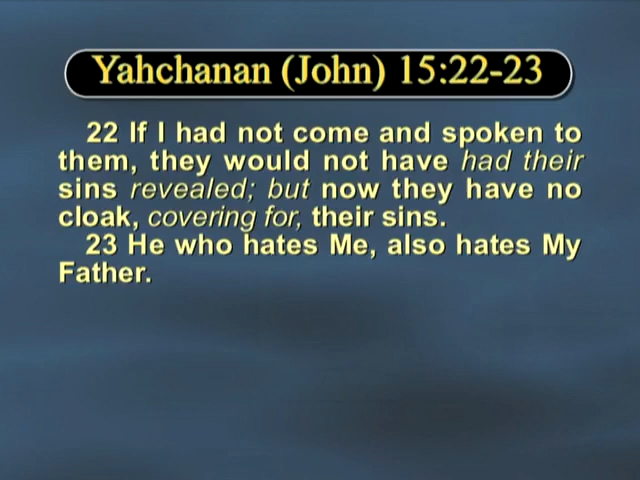 Yahchanan (John) 15:22-23
22 If I had not come and spoken to
them, they would not have had their
sins revealed; but now they have no
cloak, covering for, their sins.
23 He who hates Me, also hates My
Father.